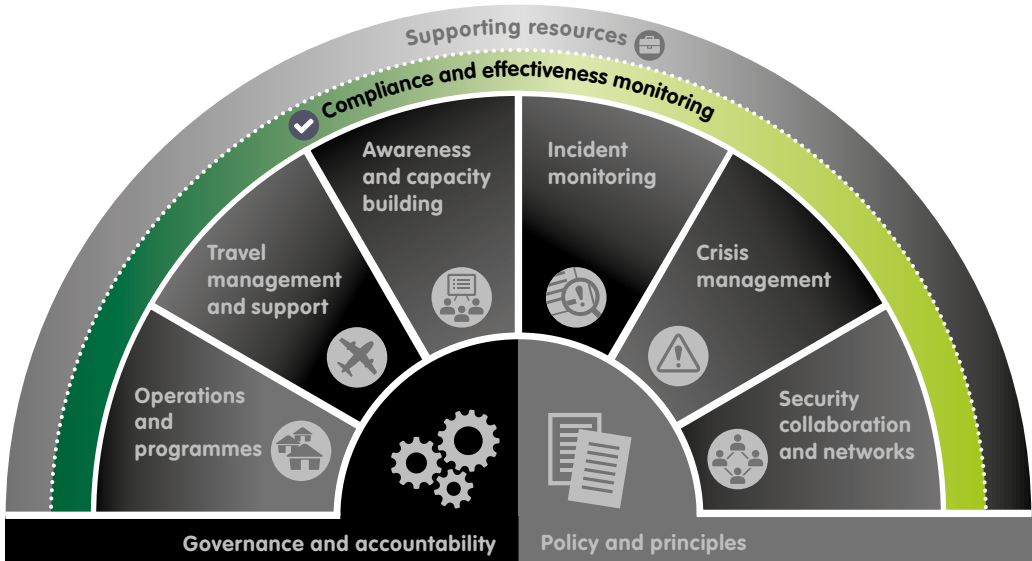 Supporting resources
Compliance and effectiveness monitoring
Awareness
and capacity
building
Incident
monitoring
Travel
management
and support
Crisis
management
Operations
and
programmes
Security
collaboration
and networks
Governance and accountability
Policy and principles